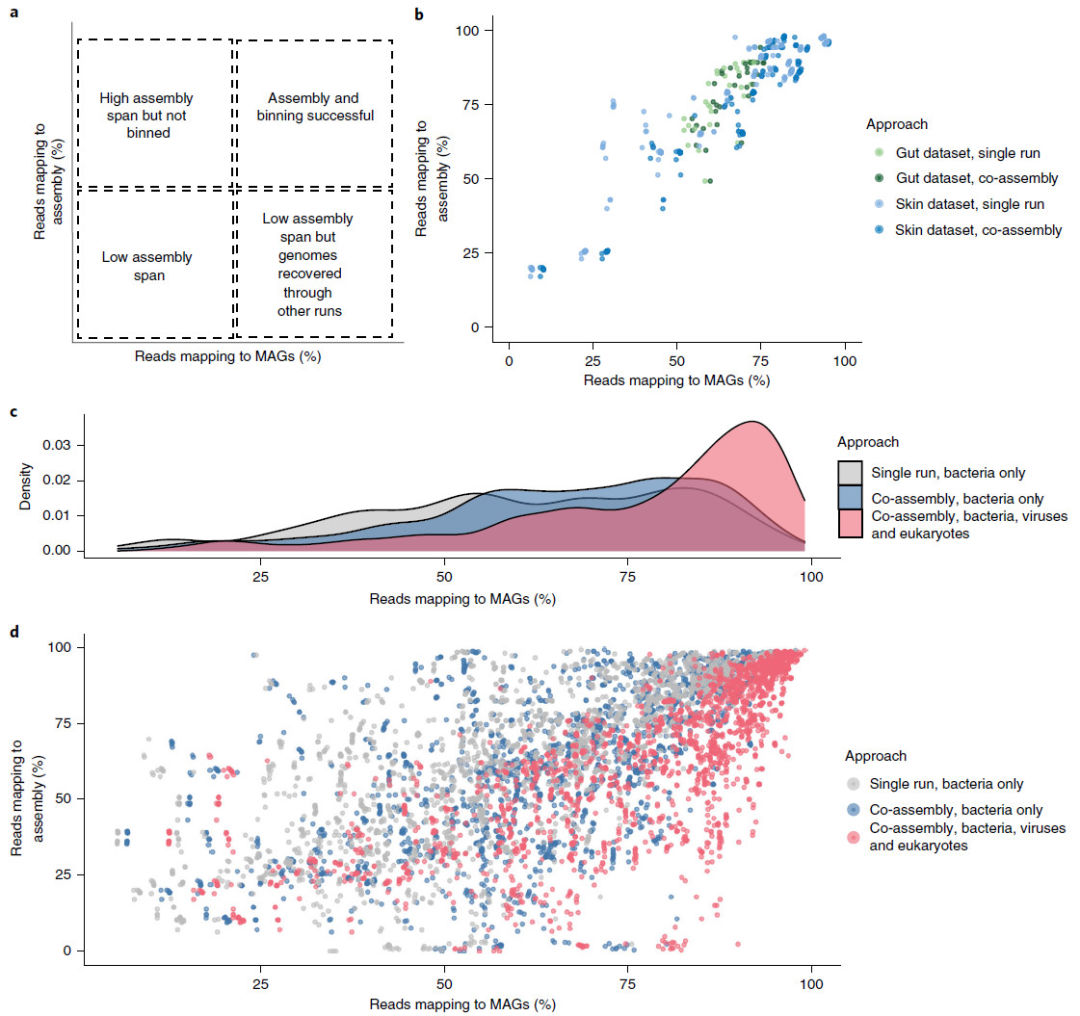 a
Reads mapping to
assembly (%)
High assembly
span but not
binned
Assembly and
binning successful
Low assembly
span
Low assembly
span but
genomes
recovered
through
other runs
Reads mapping to MAGs (%)
b
Reads mapping to
assembly (%)
100
75
50
25
0
0 25 50 75 100
Reads mapping to MAGs (%)
Approach
Gut dataset, single run
Gut dataset, co-assembly
Skin dataset, single run
Skin dataset, co-assembly
c
Density
0.03
0.02
0.01
0.00
25 50 75 100
Reads mapping to MAGs (%)
Approach
Single run, bacteria only
Co-assembly, bacteria only
Co-assembly, bacteria, viruses
and eukaryotes
d
Reads mapping to
assembly (%)
100
75
50
25
0
25 50 75 100
Reads mapping to MAGs (%)
Approach
Single run, bacteria only
Co-assembly, bacteria only
Co-assembly, bacteria, viruses
and eukaryotes